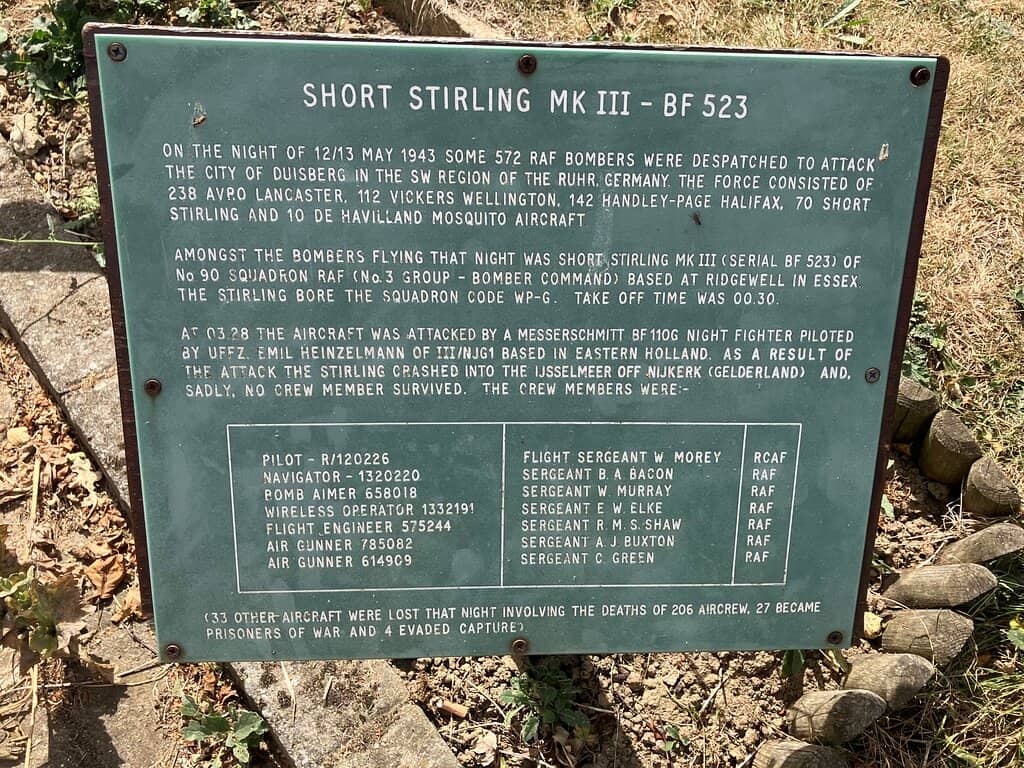 SHORT STIRLING MK III - BF 523
ON THE NIGHT OF 12/13 MAY 1943 SOME 572 RAF BOMBERS WERE DESPATCHED TO ATTACK
THE CITY OF DUISBERG IN THE SW REGION OF THE RUHR, GERMANY. THE FORCE CONSISTED OF
238 AVRO LANCASTER, 112 VICKERS WELLINGTON, 142 HANDLEY-PAGE HALIFAX, 70 SHORT
STIRLING AND 10 DE HAVILLAND MOSQUITO AIRCRAFT
AMONGST THE BOMBERS FLYING THAT NIGHT WAS SHORT STIRLING MK III (SERIAL BF 523) OF
No 90 SQUADRON RAF (No.3 GROUP - BOMBER COMMAND) BASED AT RIDGEWELL IN ESSEX.
THE STIRLING BORE THE SQUADRON CODE WP-G. TAKE OFF TIME WAS 00.30.
AT 03.28 THE AIRCRAFT WAS ATTACKED BY A MESSERSCHMITT BF 110G NIGHT FIGHTER PILOTED
BY UFFZ. EMIL HEINZELMANN OF III/NJG1 BASED IN EASTERN HOLLAND. AS A RESULT OF
THE ATTACK THE STIRLING CRASHED INTO THE IJSSELMEER OFF NIJKERK (GELDERLAND) AND,
SADLY, NO CREW MEMBER SURVIVED. THE CREW MEMBERS WERE:-
PILOT - R/120226 FLIGHT SERGEANT W. MOREY RCAF
NAVIGATOR - 1320220 SERGEANT B. A. BACON RAF
BOMB AIMER 658018 SERGEANT W. MURRAY RAF
WIRELESS OPERATOR 1332191 SERGEANT E. W. ELKE RAF
FLIGHT ENGINEER 575244 SERGEANT R. M. S. SHAW RAF
AIR GUNNER 785082 SERGEANT A. J. BUXTON RAF
AIR GUNNER 614909 SERGEANT C. GREEN RAF
(33 OTHER AIRCRAFT WERE LOST THAT NIGHT INVOLVING THE DEATHS OF 206 AIRCREW, 27 BECAME
PRISONERS OF WAR AND 4 EVADED CAPTURE)